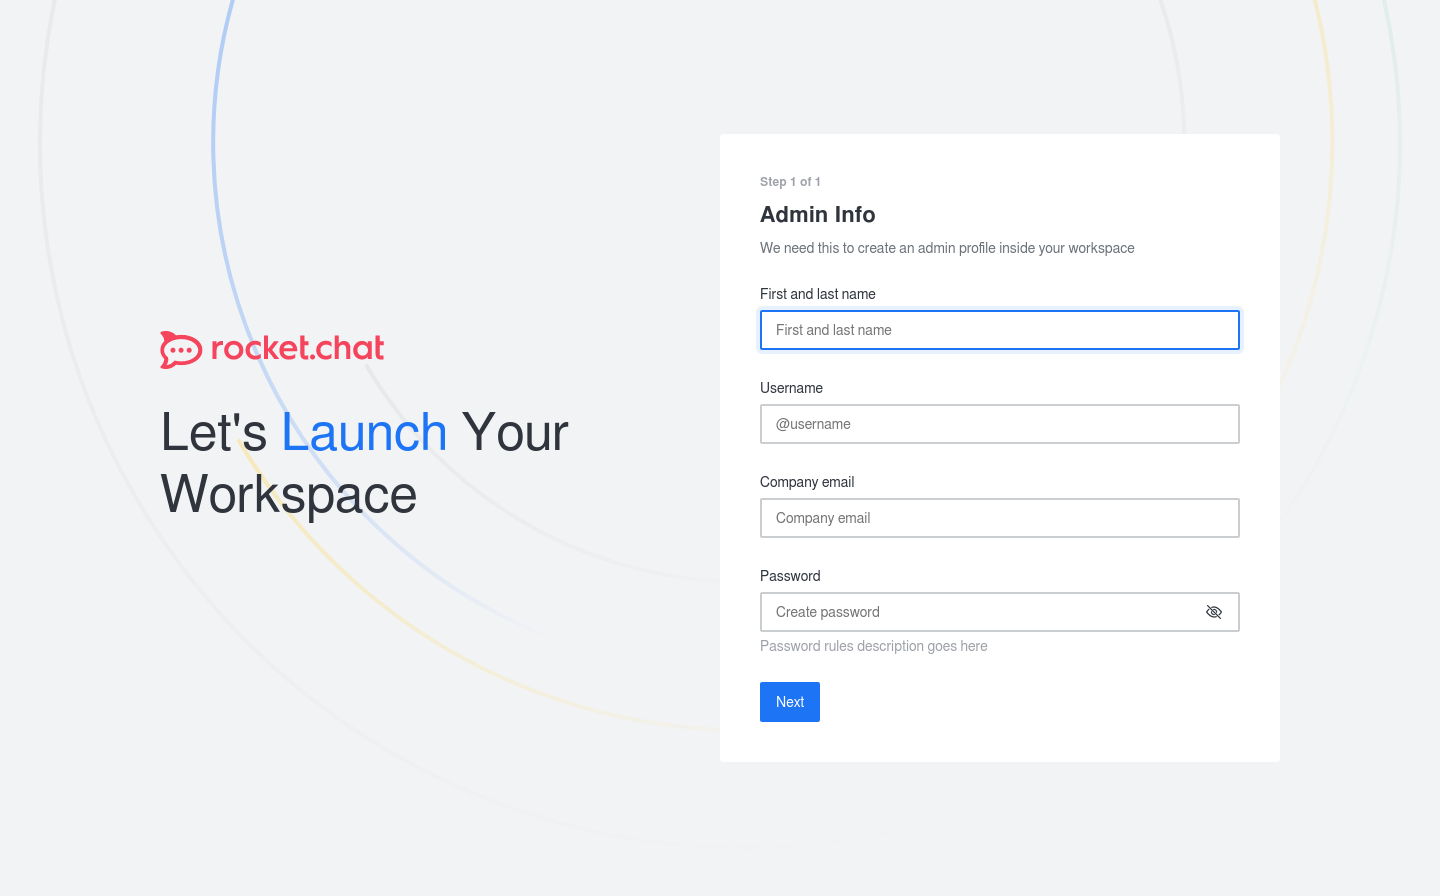 rocket.chat
Let's Launch Your
Workspace
Step 1 of 1
Admin Info
We need this to create an admin profile inside your workspace
First and last name
First and last name
Username
@username
Company email
Company email
Password
Create password
Password rules description goes here
Next